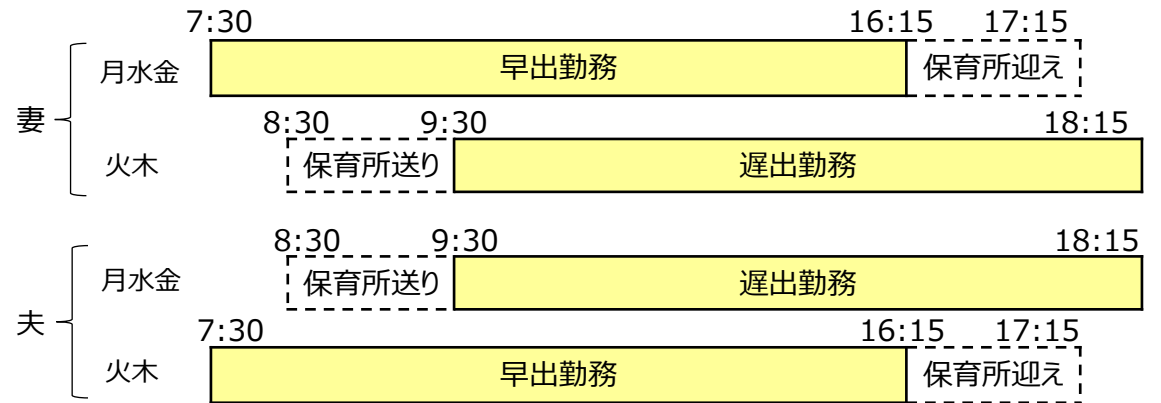 7:30 16:15 17:15
月水金 早出勤務 保育所迎え
妻
8:30 9:30 18:15
火木 保育所送り 遅出勤務
8:30 9:30 18:15
月水金 保育所送り 遅出勤務
夫
7:30 16:15 17:15
火木 早出勤務 保育所迎え